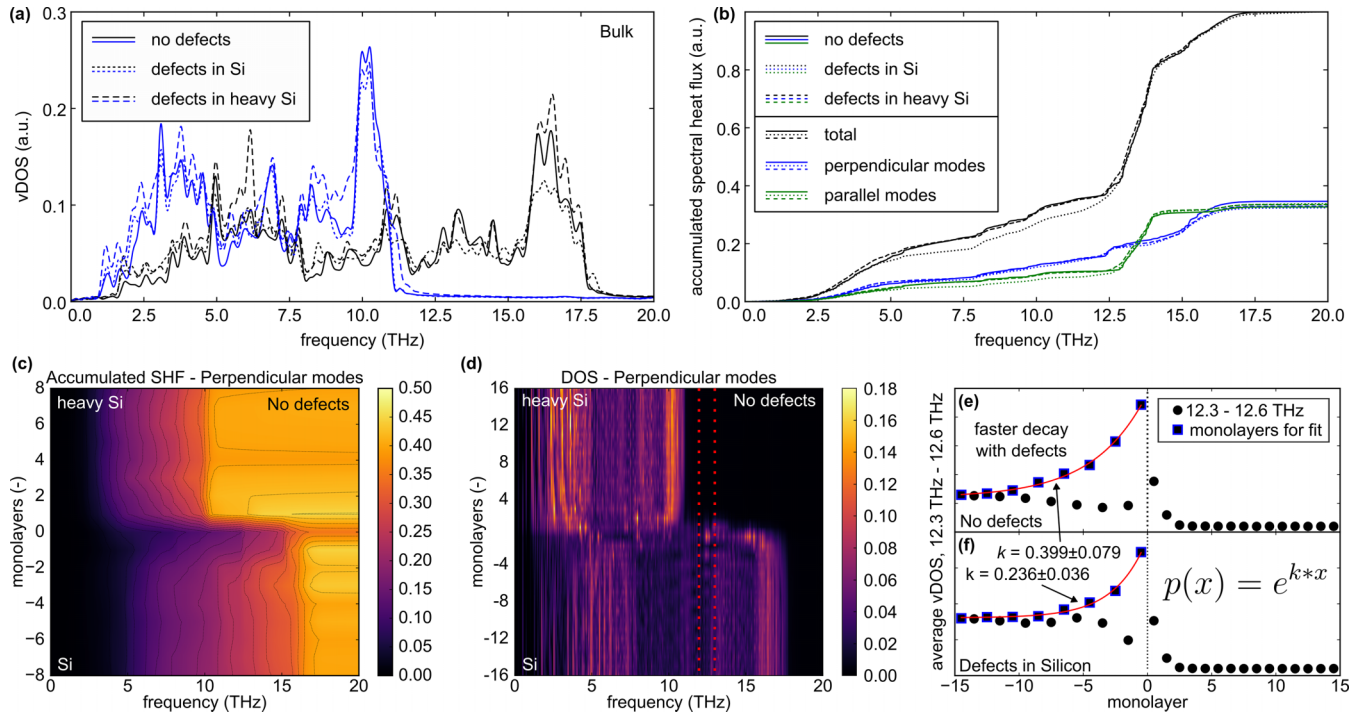 (a)
0.3
0.2
0.1
0.0
vDOS (a.u.)
no defects
defects in Si
defects in heavy Si
Bulk
2.5
5.0
7.5
10.0
12.5
15.0
17.5
20.0
frequency (THz)
(b)
1.0
0.8
0.6
0.4
0.2
0.0
accumulated spectral heat flux (a.u.)
no defects
defects in Si
defects in heavy Si
total
perpendicular modes
parallel modes
2.5
5.0
7.5
10.0
12.5
15.0
17.5
20.0
frequency (THz)
(c)
Accumulated SHF - Perpendicular modes
heavy Si
No defects
Si
8
6
4
2
0
-2
-4
-6
-8
monolayers (-)
0
5
10
15
20
frequency (THz)
0.50
0.45
0.40
0.35
0.30
0.25
0.20
0.15
0.10
0.05
0.00
(d)
DOS - Perpendicular modes
heavy Si
No defects
Si
16
12
8
4
-4
-8
-12
-16
monolayers (-)
0
5
10
15
20
frequency (THz)
0.18
0.16
0.14
0.12
0.10
0.08
0.06
0.04
0.02
0.00
(e)
faster decay
with defects
12.3 - 12.6 THz
monolayers for fit
No defects
(f)
k = 0.399±0.079
k = 0.236±0.036
p(x) = e^{k*x}
Defects in Silicon
average vDOS, 12.3 THz - 12.6 THz
-15
-10
-5
0
5
10
15
monolayer